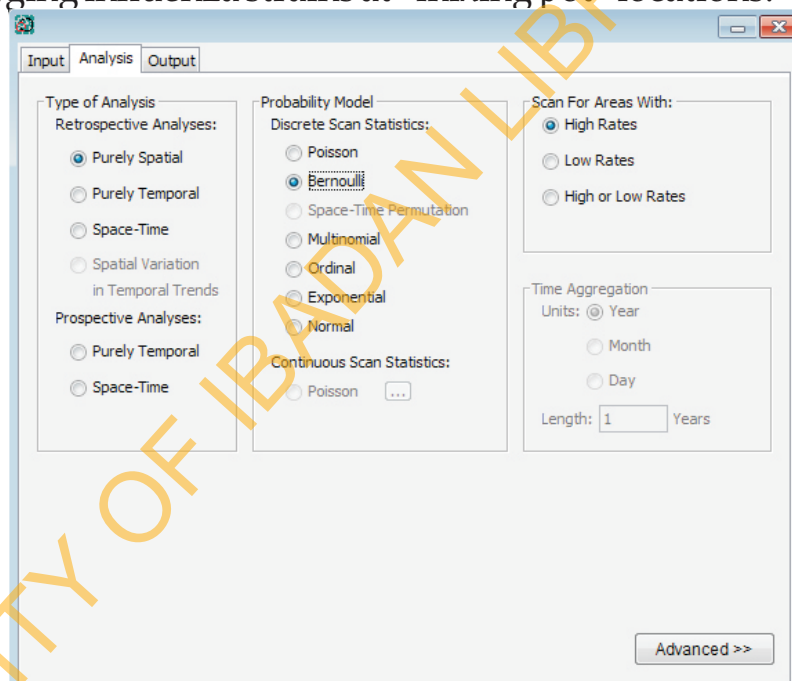 Input Analysis Output
Type of Analysis
Retrospective Analyses:
Purely Spatial
Purely Temporal
Space-Time
Spatial Variation
in Temporal Trends
Prospective Analyses:
Purely Temporal
Space-Time
Probability Model
Discrete Scan Statistics:
Poisson
Bernoulli
Space-Time Permutation
Multinomial
Ordinal
Exponential
Normal
Continuous Scan Statistics:
Poisson ...
Scan For Areas With:
High Rates
Low Rates
High or Low Rates
Time Aggregation
Units: Year
Month
Day
Length: 1 Years
Advanced >>
OF IBADAN